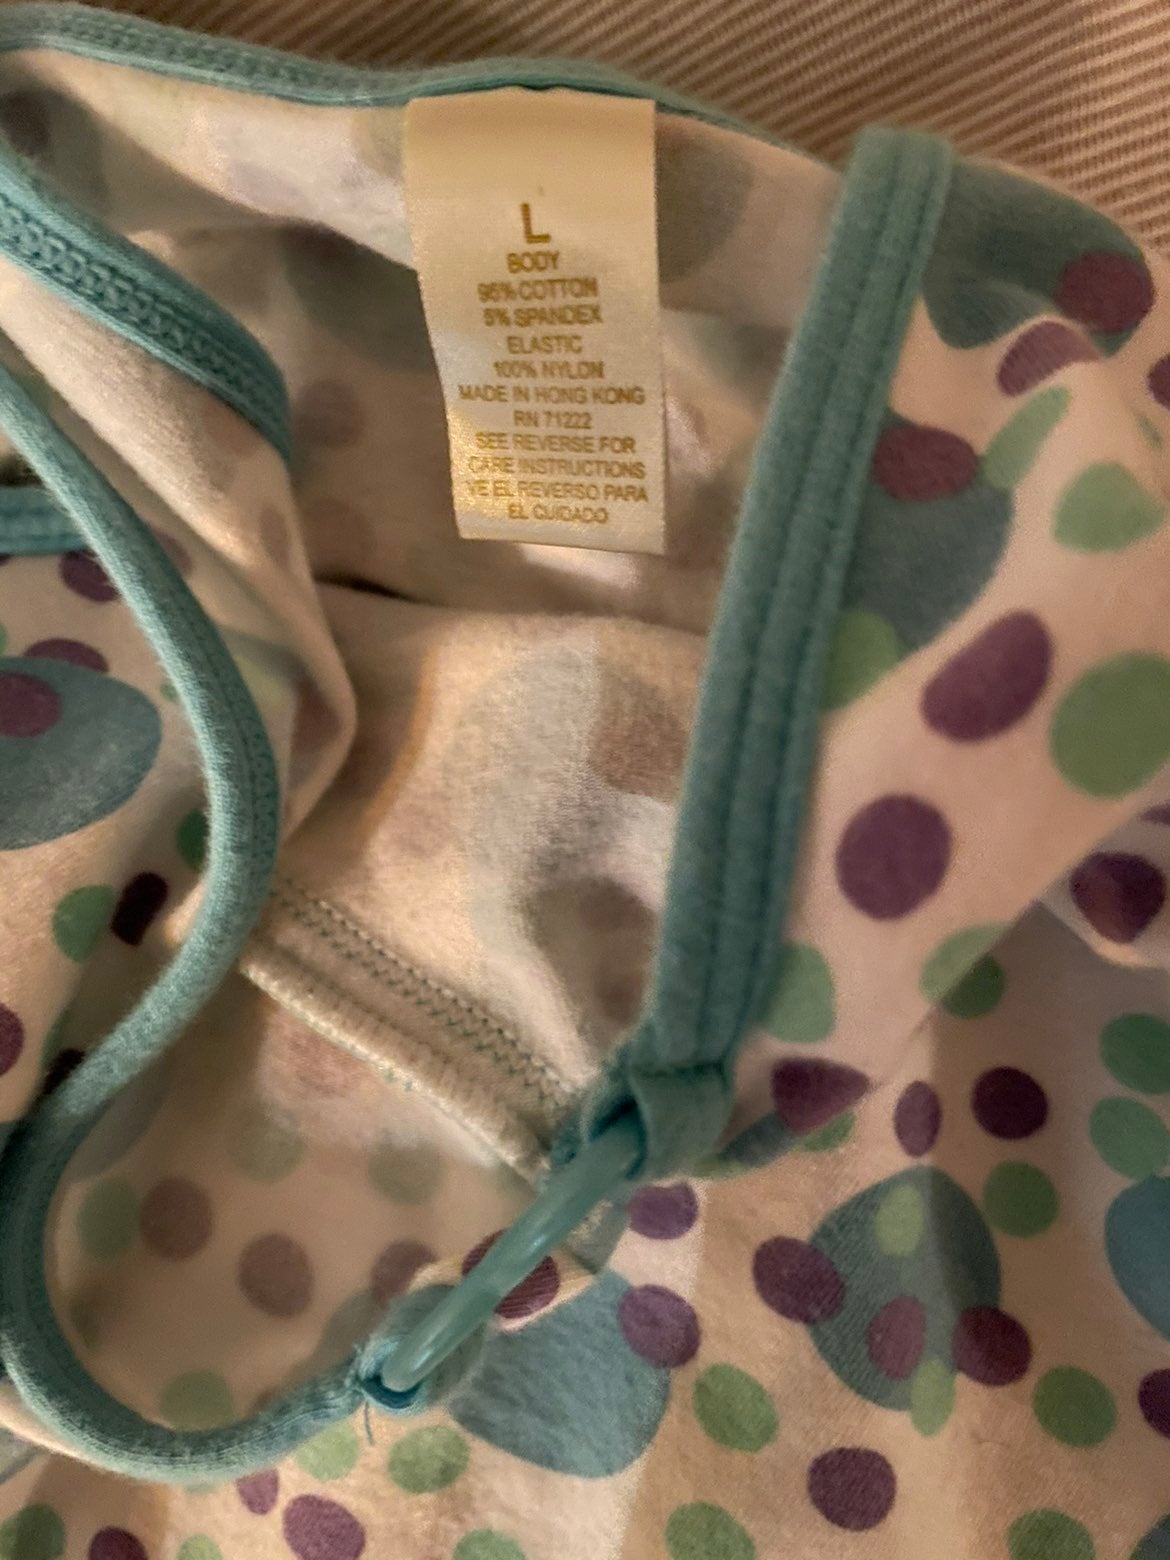 L
BODY
95% COTTON
5% SPANDEX
ELASTIC
100% NYLON
MADE IN HONG KONG
RN 71222
SEE REVERSE FOR
CARE INSTRUCTIONS
VE EL REVERSO PARA
EL CUIDADO